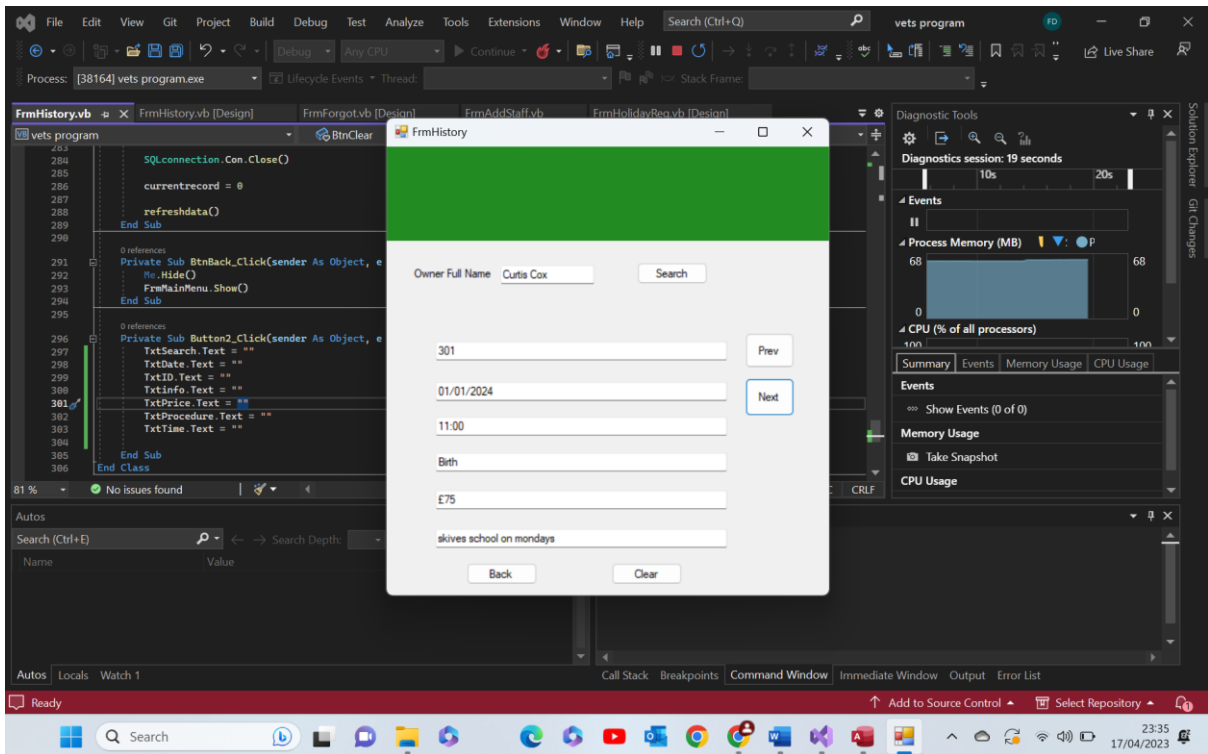 File Edit View Git Project Build Debug Test Analyze Tools Extensions Window Help Search (Ctrl+Q) vets program FD
Debug Any CPU Continue Live Share
Process: [38164] vets program.exe Lifecycle Events Thread: Stack Frame:
FrmHistory.vb FrmHistory.vb [Design] FrmForgot.vb [Design] FrmAddStaff.vb FrmHolidayReq.vb [Design]
VB vets program BtnClear
283
284 SQLconnection.Con.Close()
285
286 currentrecord = 0
287
288 refreshdata()
289 End Sub
290
0 references
291 Private Sub BtnBack_Click(sender As Object, e
292 Me.Hide()
293 FrmMainMenu.Show()
294 End Sub
295
0 references
296 Private Sub Button2_Click(sender As Object, e
297 TxtSearch.Text = ""
298 TxtDate.Text = ""
299 TxtID.Text = ""
300 Txtinfo.Text = ""
301 TxtPrice.Text = ""
302 TxtProcedure.Text = ""
303 TxtTime.Text = ""
304
305 End Sub
306 End Class
81 % No issues found CRLF
FrmHistory
Owner Full Name Curtis Cox Search
301 Prev
01/01/2024 Next
11:00
Birth
£75
skives school on mondays
Back Clear
Diagnostic Tools
Diagnostics session: 19 seconds
10s 20s
Events
Process Memory (MB) P
68 68
0 0
CPU (% of all processors)
100 100
Summary Events Memory Usage CPU Usage
Events
Show Events (0 of 0)
Memory Usage
Take Snapshot
CPU Usage
Solution Explorer
Git Changes
Autos
Search (Ctrl+E) Search Depth:
Name Value
Autos Locals Watch 1
Call Stack Breakpoints Command Window Immediate Window Output Error List
Ready Add to Source Control Select Repository 1
Search
23:35
17/04/2023